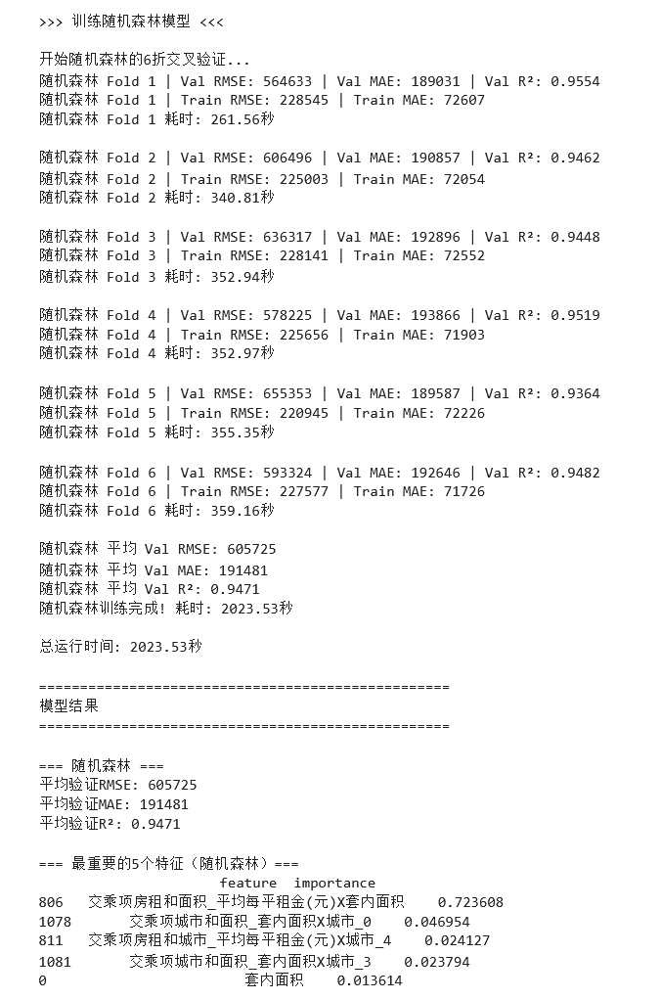 >>> 训练随机森林模型 <<<
开始随机森林的6折交叉验证...
随机森林 Fold 1 | Val RMSE: 564633 | Val MAE: 189031 | Val R²: 0.9554
随机森林 Fold 1 | Train RMSE: 228545 | Train MAE: 72607
随机森林 Fold 1 耗时: 261.56秒
随机森林 Fold 2 | Val RMSE: 606496 | Val MAE: 190857 | Val R²: 0.9462
随机森林 Fold 2 | Train RMSE: 225003 | Train MAE: 72054
随机森林 Fold 2 耗时: 340.81秒
随机森林 Fold 3 | Val RMSE: 636317 | Val MAE: 192896 | Val R²: 0.9448
随机森林 Fold 3 | Train RMSE: 228141 | Train MAE: 72552
随机森林 Fold 3 耗时: 352.94秒
随机森林 Fold 4 | Val RMSE: 578225 | Val MAE: 193866 | Val R²: 0.9519
随机森林 Fold 4 | Train RMSE: 225656 | Train MAE: 71903
随机森林 Fold 4 耗时: 352.97秒
随机森林 Fold 5 | Val RMSE: 655353 | Val MAE: 189587 | Val R²: 0.9364
随机森林 Fold 5 | Train RMSE: 220945 | Train MAE: 72226
随机森林 Fold 5 耗时: 355.35秒
随机森林 Fold 6 | Val RMSE: 593324 | Val MAE: 192646 | Val R²: 0.9482
随机森林 Fold 6 | Train RMSE: 227577 | Train MAE: 71726
随机森林 Fold 6 耗时: 359.16秒
随机森林 平均 Val RMSE: 605725
随机森林 平均 Val MAE: 191481
随机森林 平均 Val R²: 0.9471
随机森林训练完成! 耗时: 2023.53秒
总运行时间: 2023.53秒
==================================================
模型结果
==================================================
=== 随机森林 ===
平均验证RMSE: 605725
平均验证MAE: 191481
平均验证R²: 0.9471
=== 最重要的5个特征（随机森林）===
feature importance
806 交乘项房租和面积_平均每平租金(元)X套内面积 0.723608
1078 交乘项城市和面积_套内面积X城市_0 0.046954
811 交乘项房租和城市_平均每平租金(元)X城市_4 0.024127
1081 交乘项城市和面积_套内面积X城市_3 0.023794
0 套内面积 0.013614